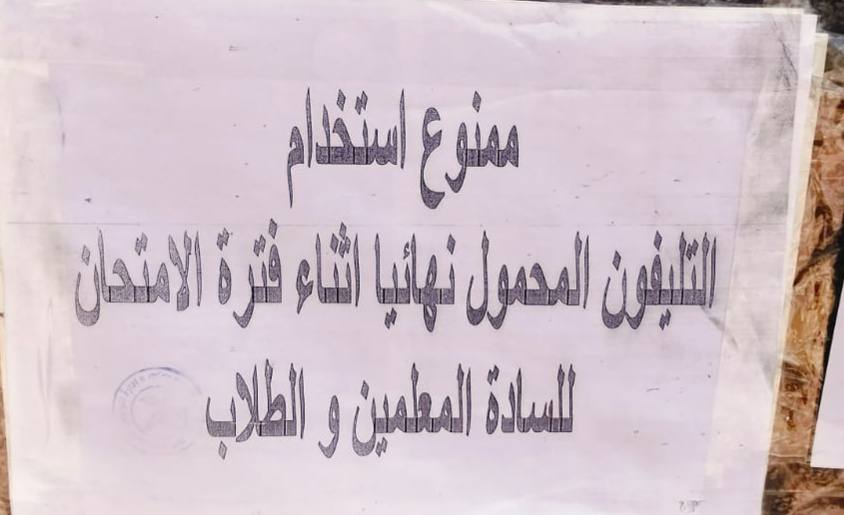 ممنوع استخدام
التليفون المحمول نهائيا اثناء فترة الامتحان
للسادة المعلمين و الطلاب